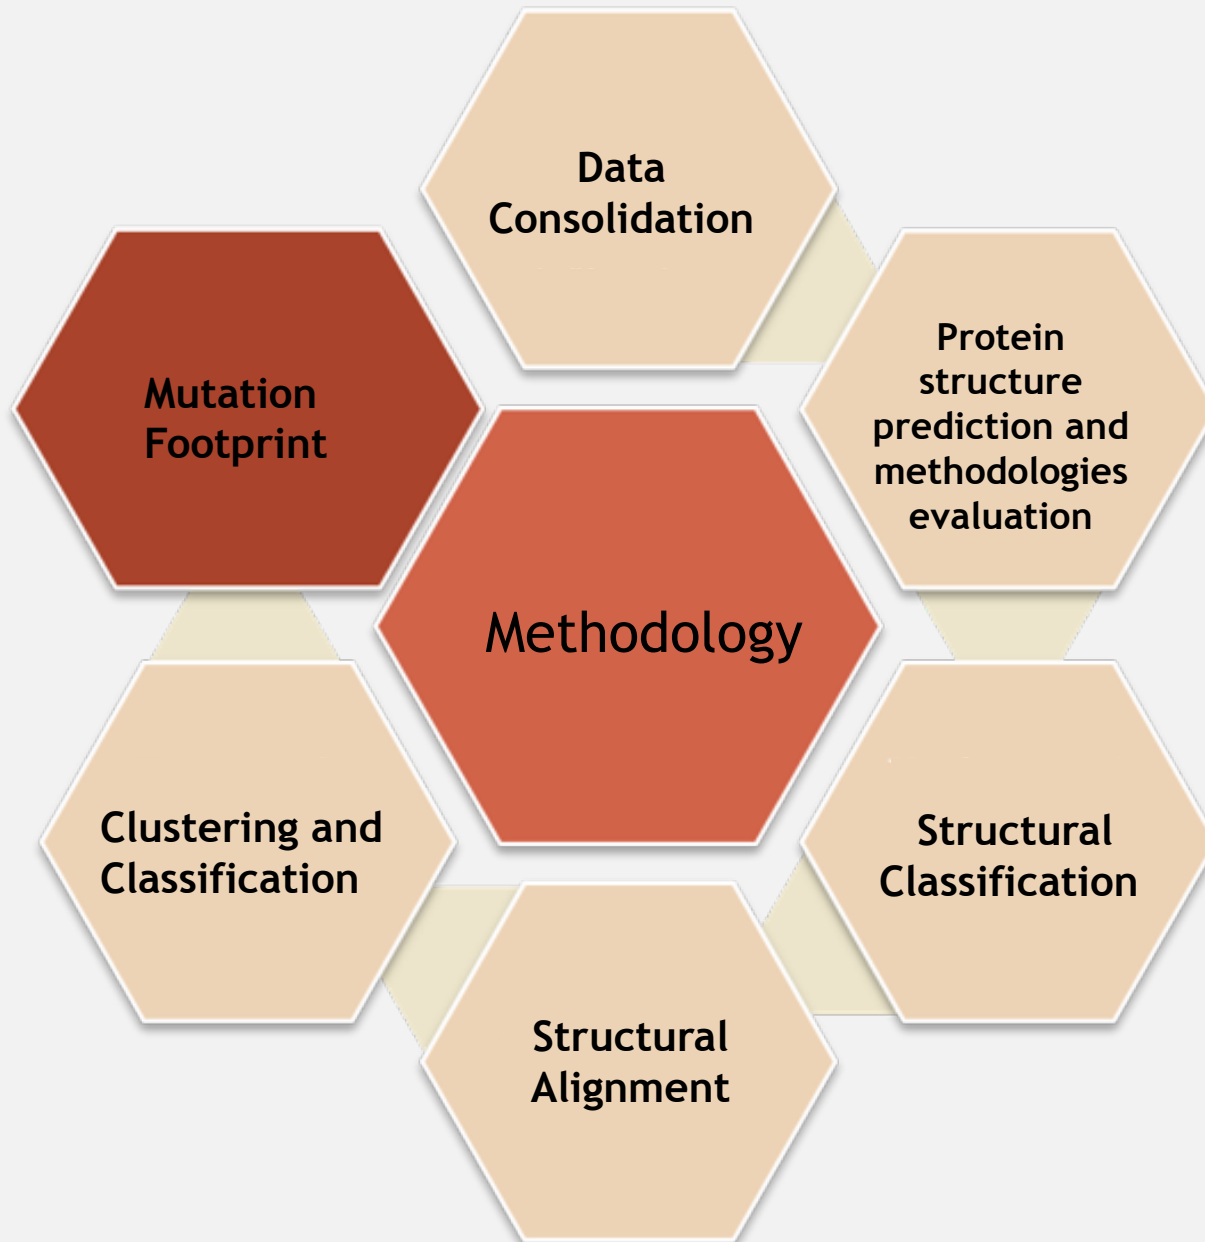 Data
Consolidation
Protein
structure
prediction and
methodologies
evaluation
Mutation
Footprint
Methodology
Structural
Classification
Clustering and
Classification
Structural
Alignment